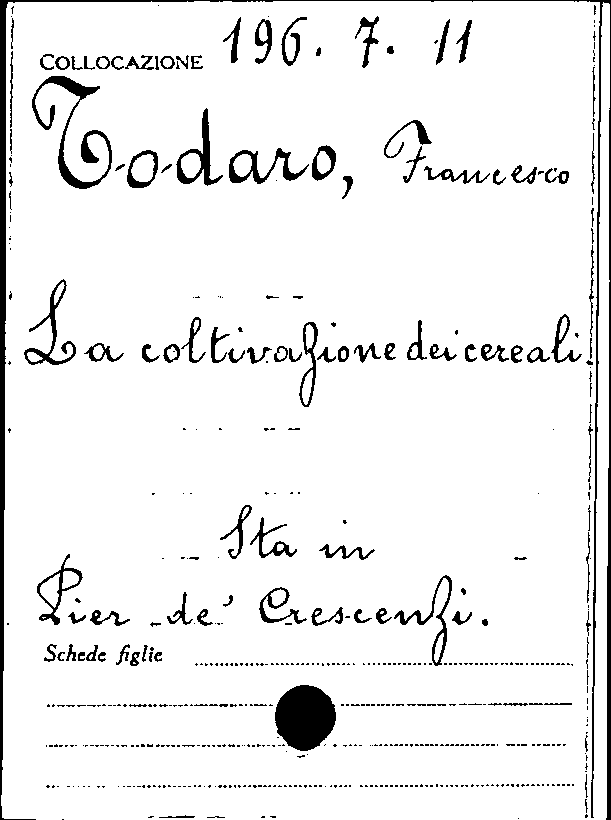 COLLOCAZIONE 196. 7. 11
Todaro, Francesco
La coltivazione dei cereali.
Sta in
Pier de' Crescenzi.
Schede figlie